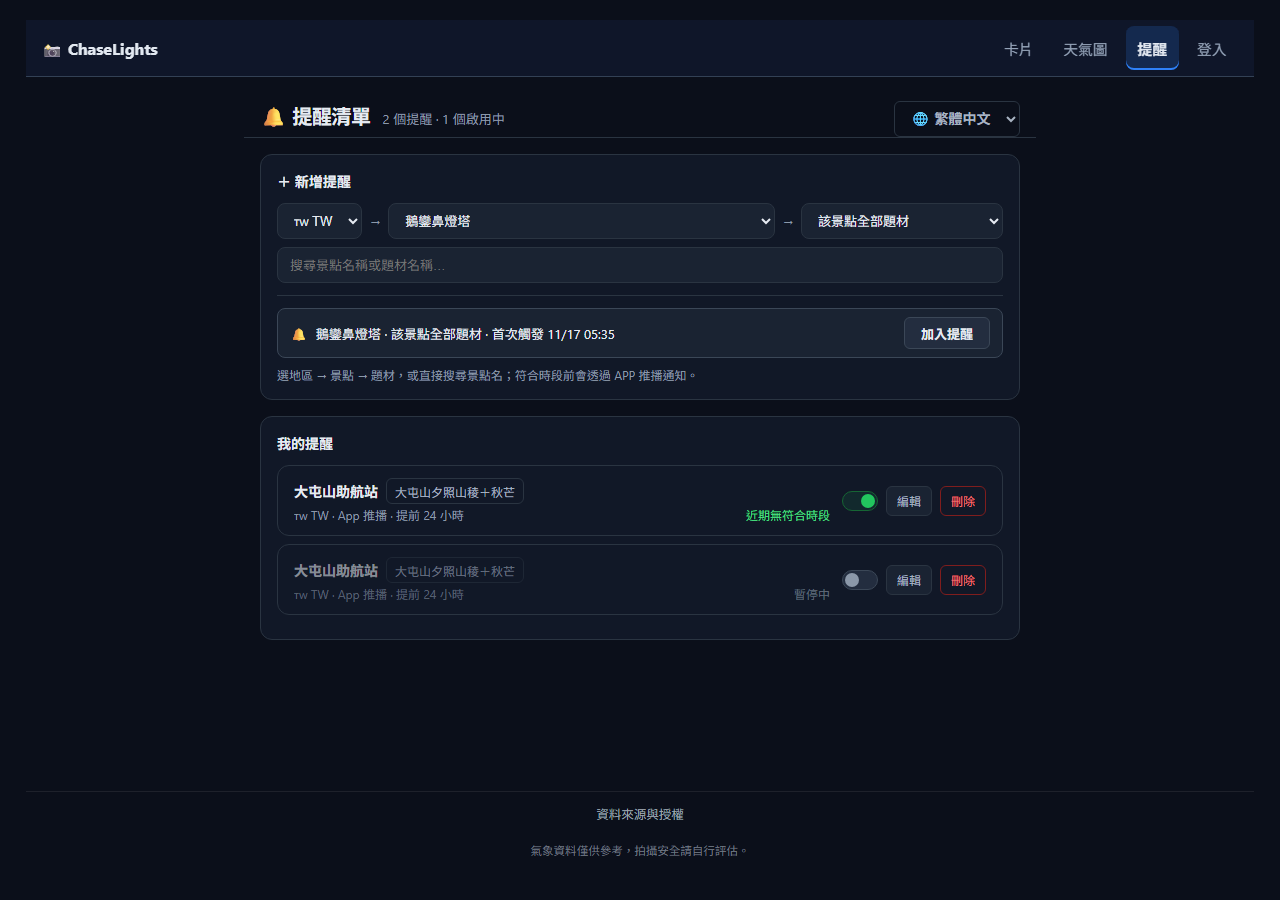 📷 ChaseLights 卡片 天氣圖 提醒 登入
🔔 提醒清單 2 個提醒 · 1 個啟用中 🌐 繁體中文
＋ 新增提醒
TW TW → 鵝鑾鼻燈塔 → 該景點全部題材
搜尋景點名稱或題材名稱…
🔔 鵝鑾鼻燈塔 · 該景點全部題材 · 首次觸發 11/17 05:35 加入提醒
選地區 → 景點 → 題材，或直接搜尋景點名；符合時段前會透過 APP 推播通知。
我的提醒
大屯山助航站 大屯山夕照山稜＋秋芒
TW TW · App 推播 · 提前 24 小時 近期無符合時段 編輯 刪除
大屯山助航站 大屯山夕照山稜＋秋芒
TW TW · App 推播 · 提前 24 小時 暫停中 編輯 刪除
資料來源與授權
氣象資料僅供參考，拍攝安全請自行評估。